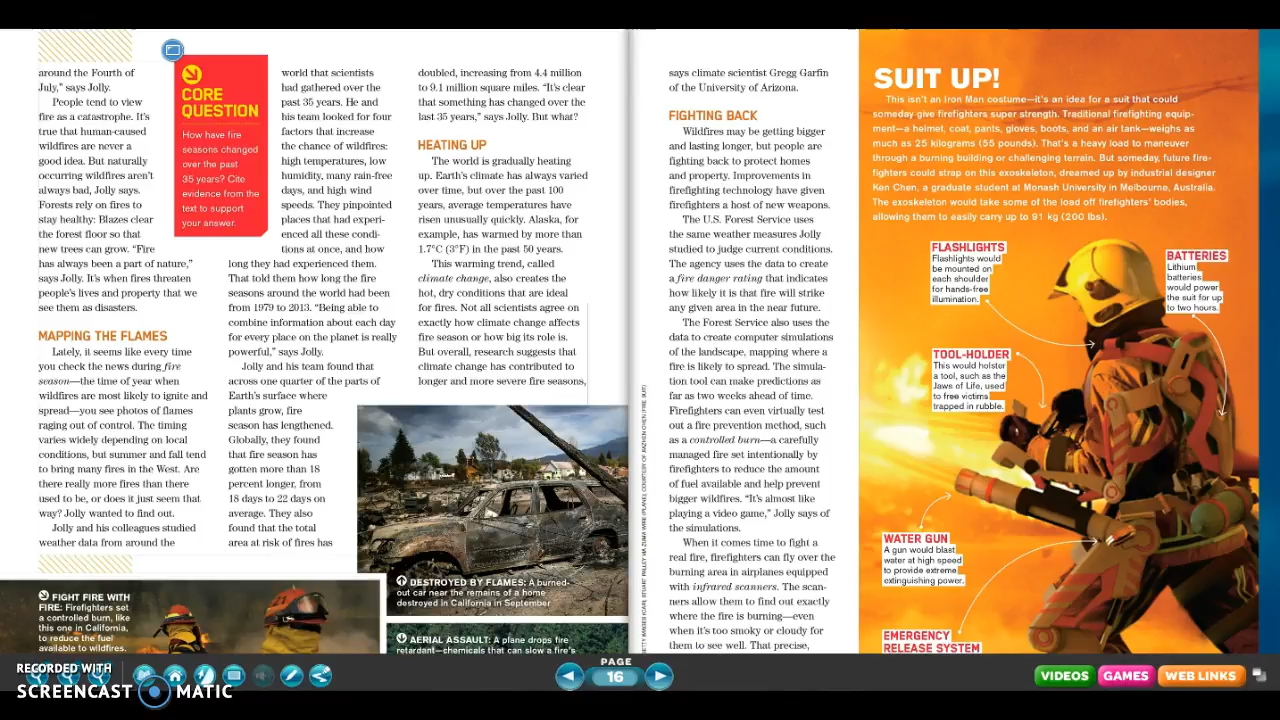 around the Fourth of
July,” says Jolly.
People tend to view
fire as a catastrophe. It’s
true that human-caused
wildfires are never a
good idea. But naturally
occurring wildfires aren’t
always bad, Jolly says.
Forests rely on fires to
stay healthy: Blazes clear
the forest floor so that
new trees can grow. “Fire
has always been a part of nature,”
says Jolly. It’s when fires threaten
people’s lives and property that we
see them as disasters.
MAPPING THE FLAMES
Lately, it seems like every time
you check the news during fire
season—the time of year when
wildfires are most likely to ignite and
spread—you see photos of flames
raging out of control. The timing
varies widely depending on local
conditions, but summer and fall tend
to bring many fires in the West. Are
there really more fires than there
used to be, or does it just seem that
way? Jolly wanted to find out.
Jolly and his colleagues studied
weather data from around the
CORE
QUESTION
How have fire
seasons changed
over the past
35 years? Cite
evidence from the
text to support
your answer.
world that scientists
had gathered over the
past 35 years. He and
his team looked for four
factors that increase
the chance of wildfires:
high temperatures, low
humidity, many rain-free
days, and high wind
speeds. They pinpointed
places that had experi-
enced all these condi-
tions at once, and how
long they had experienced them.
That told them how long the fire
seasons around the world had been
from 1979 to 2013. “Being able to
combine information about each day
for every place on the planet is really
powerful,” says Jolly.
Jolly and his team found that
across one quarter of the parts of
Earth’s surface where
plants grow, fire
season has lengthened.
Globally, they found
that fire season has
gotten more than 18
percent longer, from
18 days to 22 days on
average. They also
found that the total
area at risk of fires has
doubled, increasing from 4.4 million
to 9.1 million square miles. “It’s clear
that something has changed over the
last 35 years,” says Jolly. But what?
HEATING UP
The world is gradually heating
up. Earth’s climate has always varied
over time, but over the past 100
years, average temperatures have
risen unusually quickly. Alaska, for
example, has warmed by more than
1.7°C (3°F) in the past 50 years.
This warming trend, called
climate change, also creates the
hot, dry conditions that are ideal
for fires. Not all scientists agree on
exactly how climate change affects
fire season or how big its role is.
But overall, research suggests that
climate change has contributed to
longer and more severe fire seasons,
FIGHT FIRE WITH
FIRE: Firefighters set
a controlled burn, like
this one in California,
to reduce the fuel
available to wildfires.
DESTROYED BY FLAMES: A burned-
out car near the remains of a home
destroyed in California in September
AERIAL ASSAULT: A plane drops fire
retardant—chemicals that can slow a fire’s
says climate scientist Gregg Garfin
of the University of Arizona.
FIGHTING BACK
Wildfires may be getting bigger
and lasting longer, but people are
fighting back to protect homes
and property. Improvements in
firefighting technology have given
firefighters a host of new weapons.
The U.S. Forest Service uses
the same weather measures Jolly
studied to judge current conditions.
The agency uses the data to create
a fire danger rating that indicates
how likely it is that fire will strike
any given area in the near future.
The Forest Service also uses the
data to create computer simulations
of the landscape, mapping where a
fire is likely to spread. The simula-
tion tool can make predictions as
far as two weeks ahead of time.
Firefighters can even virtually test
out a fire prevention method, such
as a controlled burn—a carefully
managed fire set intentionally by
firefighters to reduce the amount
of fuel available and help prevent
bigger wildfires. “It’s almost like
playing a video game,” Jolly says of
the simulations.
When it comes time to fight a
real fire, firefighters can fly over the
burning area in airplanes equipped
with infrared scanners. The scan-
ners allow them to find out exactly
where the fire is burning—even
when it’s too smoky or cloudy for
them to see well. That precise,
SUIT UP!
This isn’t an Iron Man costume—it’s an idea for a suit that could
someday give firefighters super strength. Traditional firefighting equip-
ment—a helmet, coat, pants, gloves, boots, and an air tank—weighs as
much as 25 kilograms (55 pounds). That’s a heavy load to maneuver
through a burning building or challenging terrain. But someday, future fire-
fighters could strap on this exoskeleton, dreamed up by industrial designer
Ken Chen, a graduate student at Monash University in Melbourne, Australia.
The exoskeleton would take some of the load off firefighters’ bodies,
allowing them to easily carry up to 91 kg (200 lbs).
FLASHLIGHTS
Flashlights would
be mounted on
each shoulder
for hands-free
illumination.
BATTERIES
Lithium
batteries
would power
the suit for up
to two hours.
TOOL-HOLDER
This would holster
a tool, such as the
Jaws of Life, used
to free victims
trapped in rubble.
WATER GUN
A gun would blast
water at high speed
to provide extreme
extinguishing power.
EMERGENCY
RELEASE SYSTEM
PAGE
16
VIDEOS
GAMES
WEB LINKS
RECORDED WITH
SCREENCAST MATIC